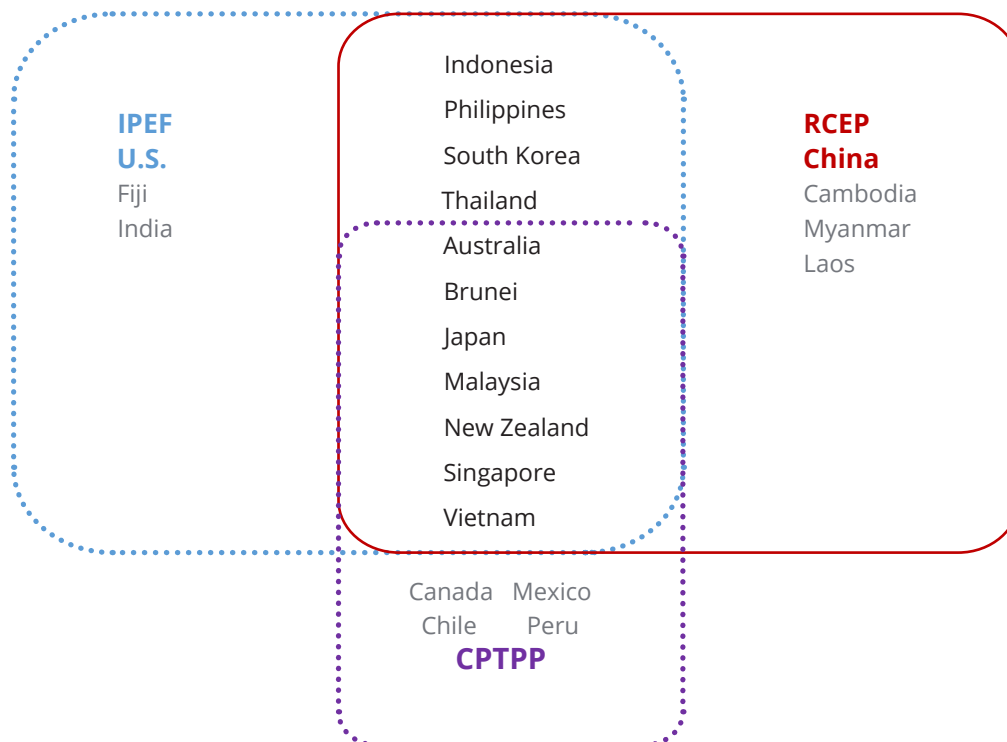 IPEF
U.S.
Fiji
India
Indonesia
Philippines
South Korea
Thailand
Australia
Brunei
Japan
Malaysia
New Zealand
Singapore
Vietnam
RCEP
China
Cambodia
Myanmar
Laos
Canada Mexico
Chile Peru
CPTPP